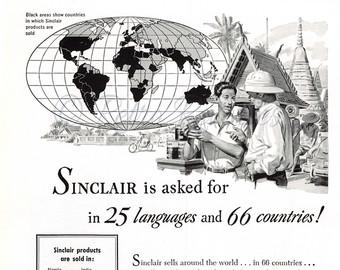 Black areas show countries
in which Sinclair
products are
sold
SINCLAIR is asked for
in 25 languages and 66 countries!
Sinclair products
are sold in:
Sinclair sells around the world . . . in 66 countries . . .
India